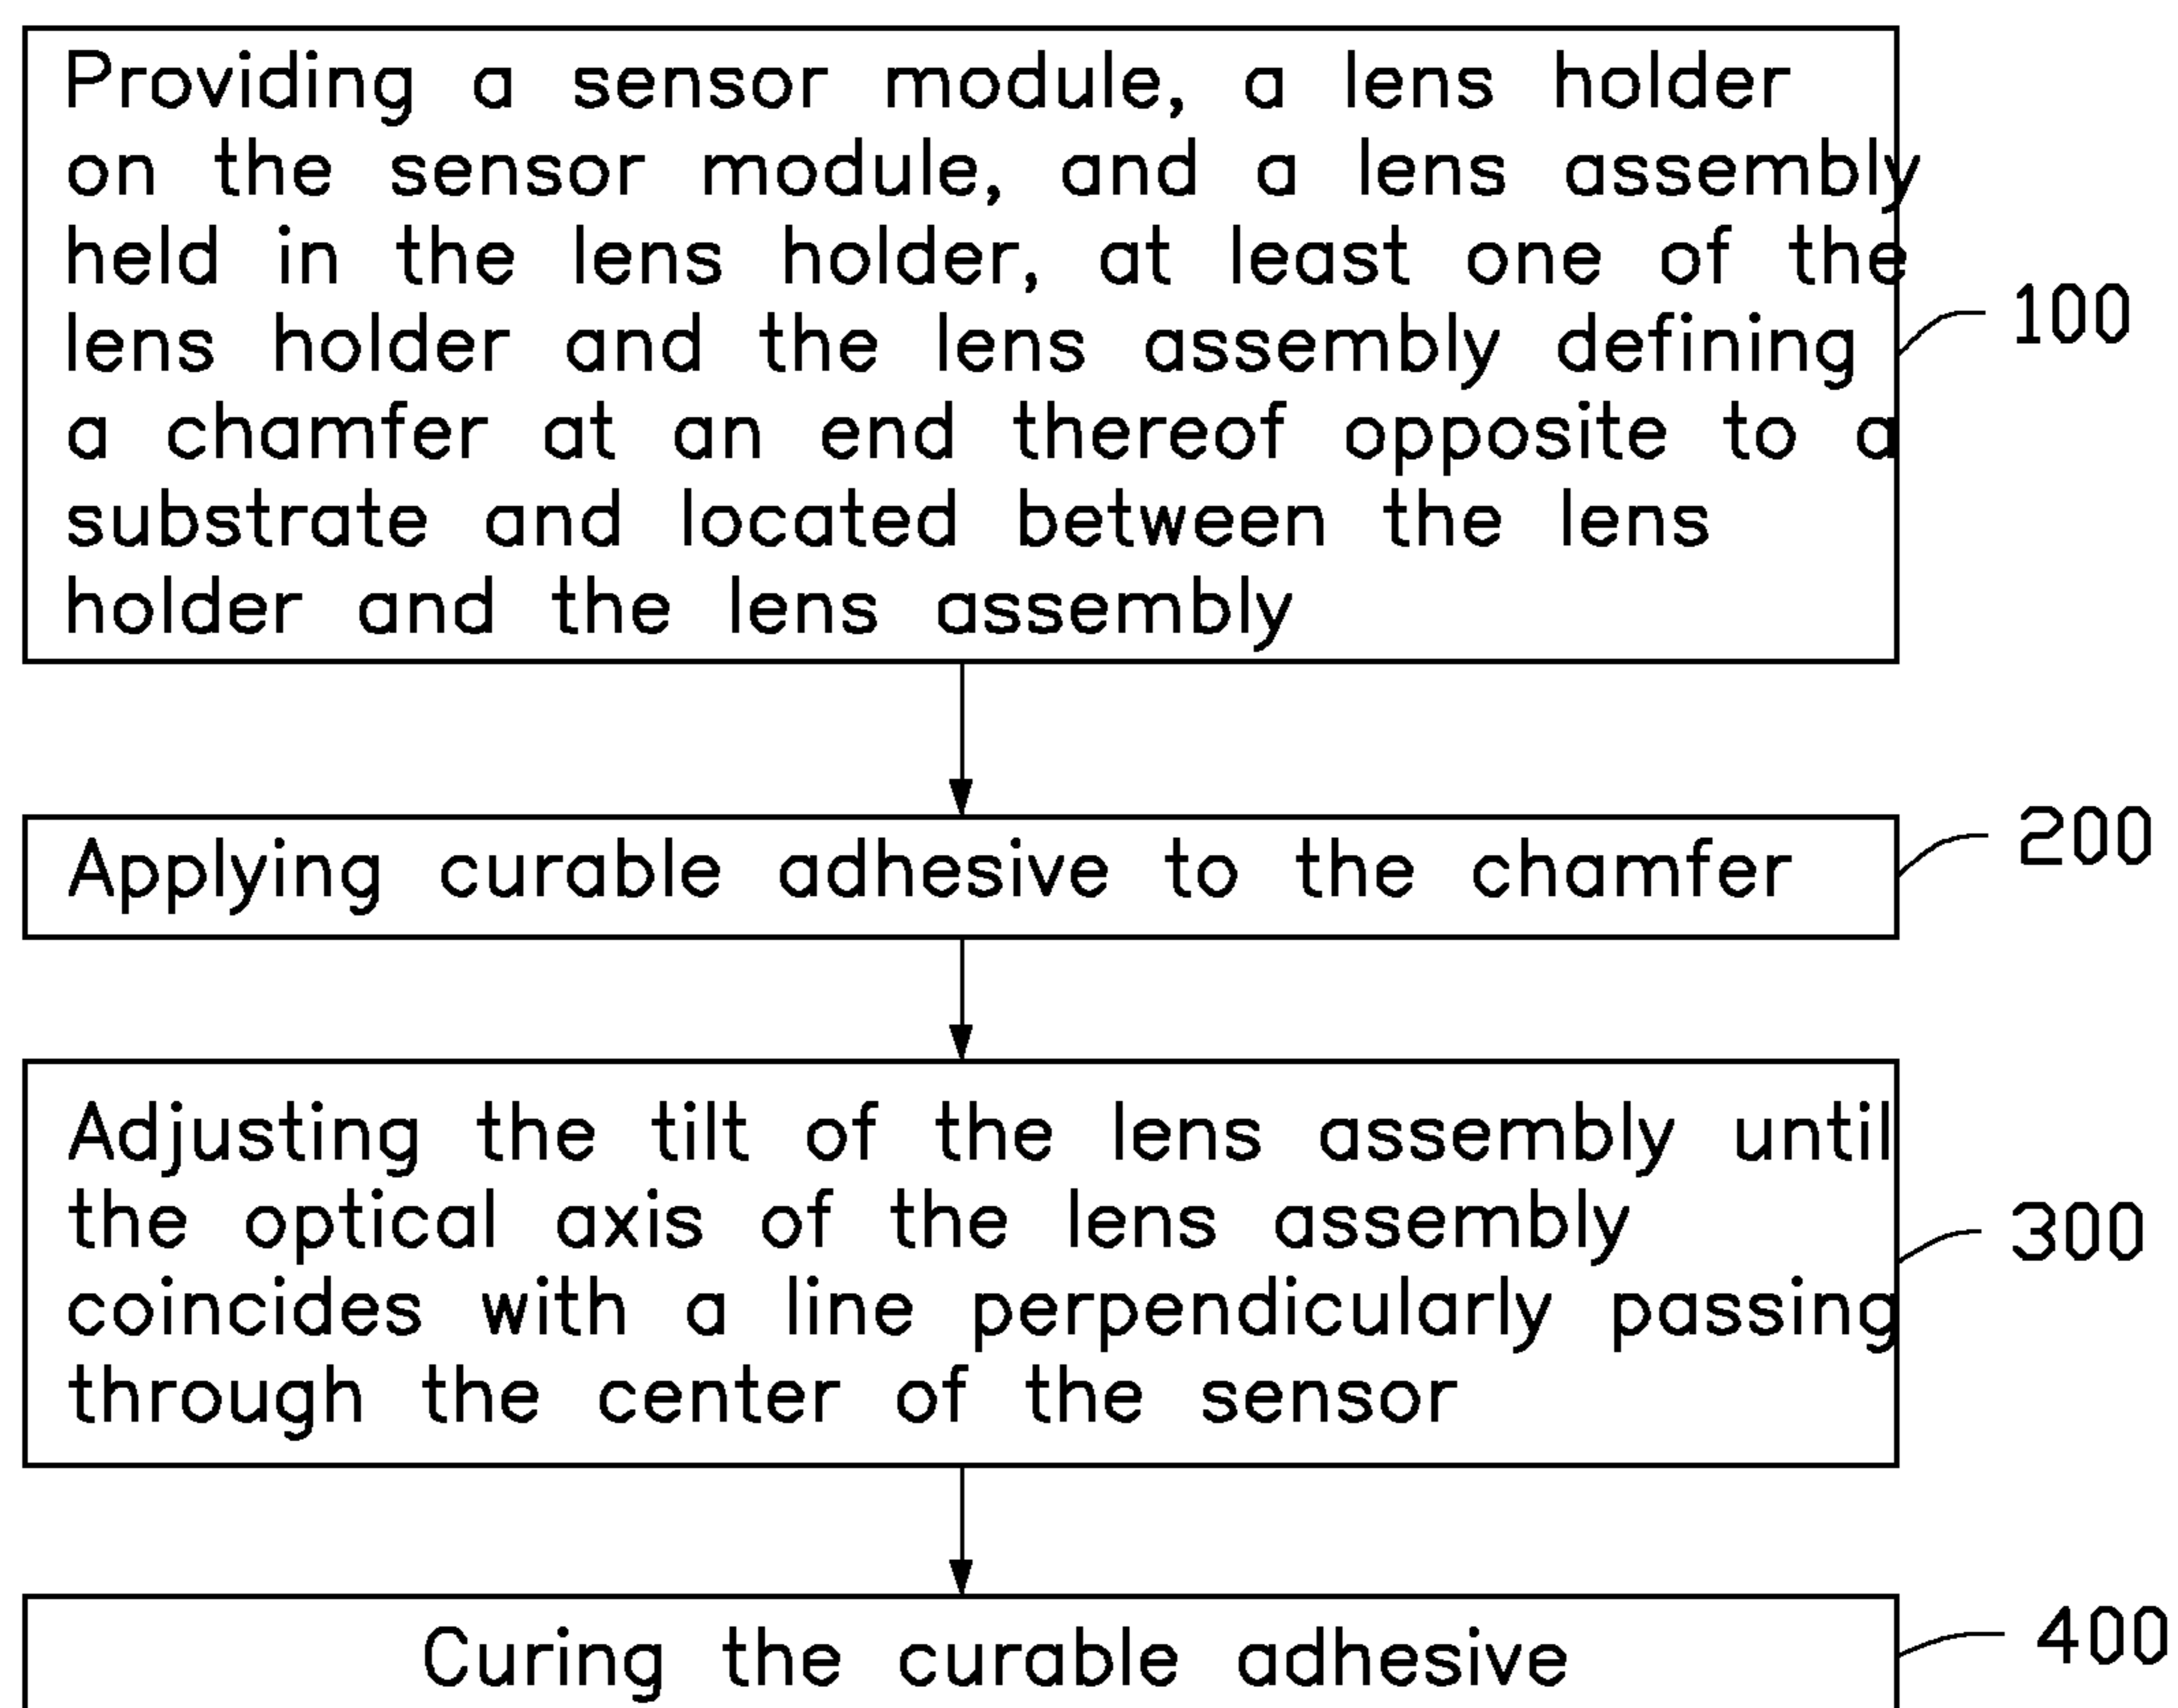 Providing a sensor module, a lens holder
on the sensor module, and a lens assembly
held in the lens holder, at least one of the
lens holder and the lens assembly defining
a chamfer at an end thereof opposite to a
substrate and located between the lens
holder and the lens assembly
100
Applying curable adhesive to the chamfer
200
Adjusting the tilt of the lens assembly until
the optical axis of the lens assembly
coincides with a line perpendicularly passing
through the center of the sensor
300
Curing the curable adhesive
400